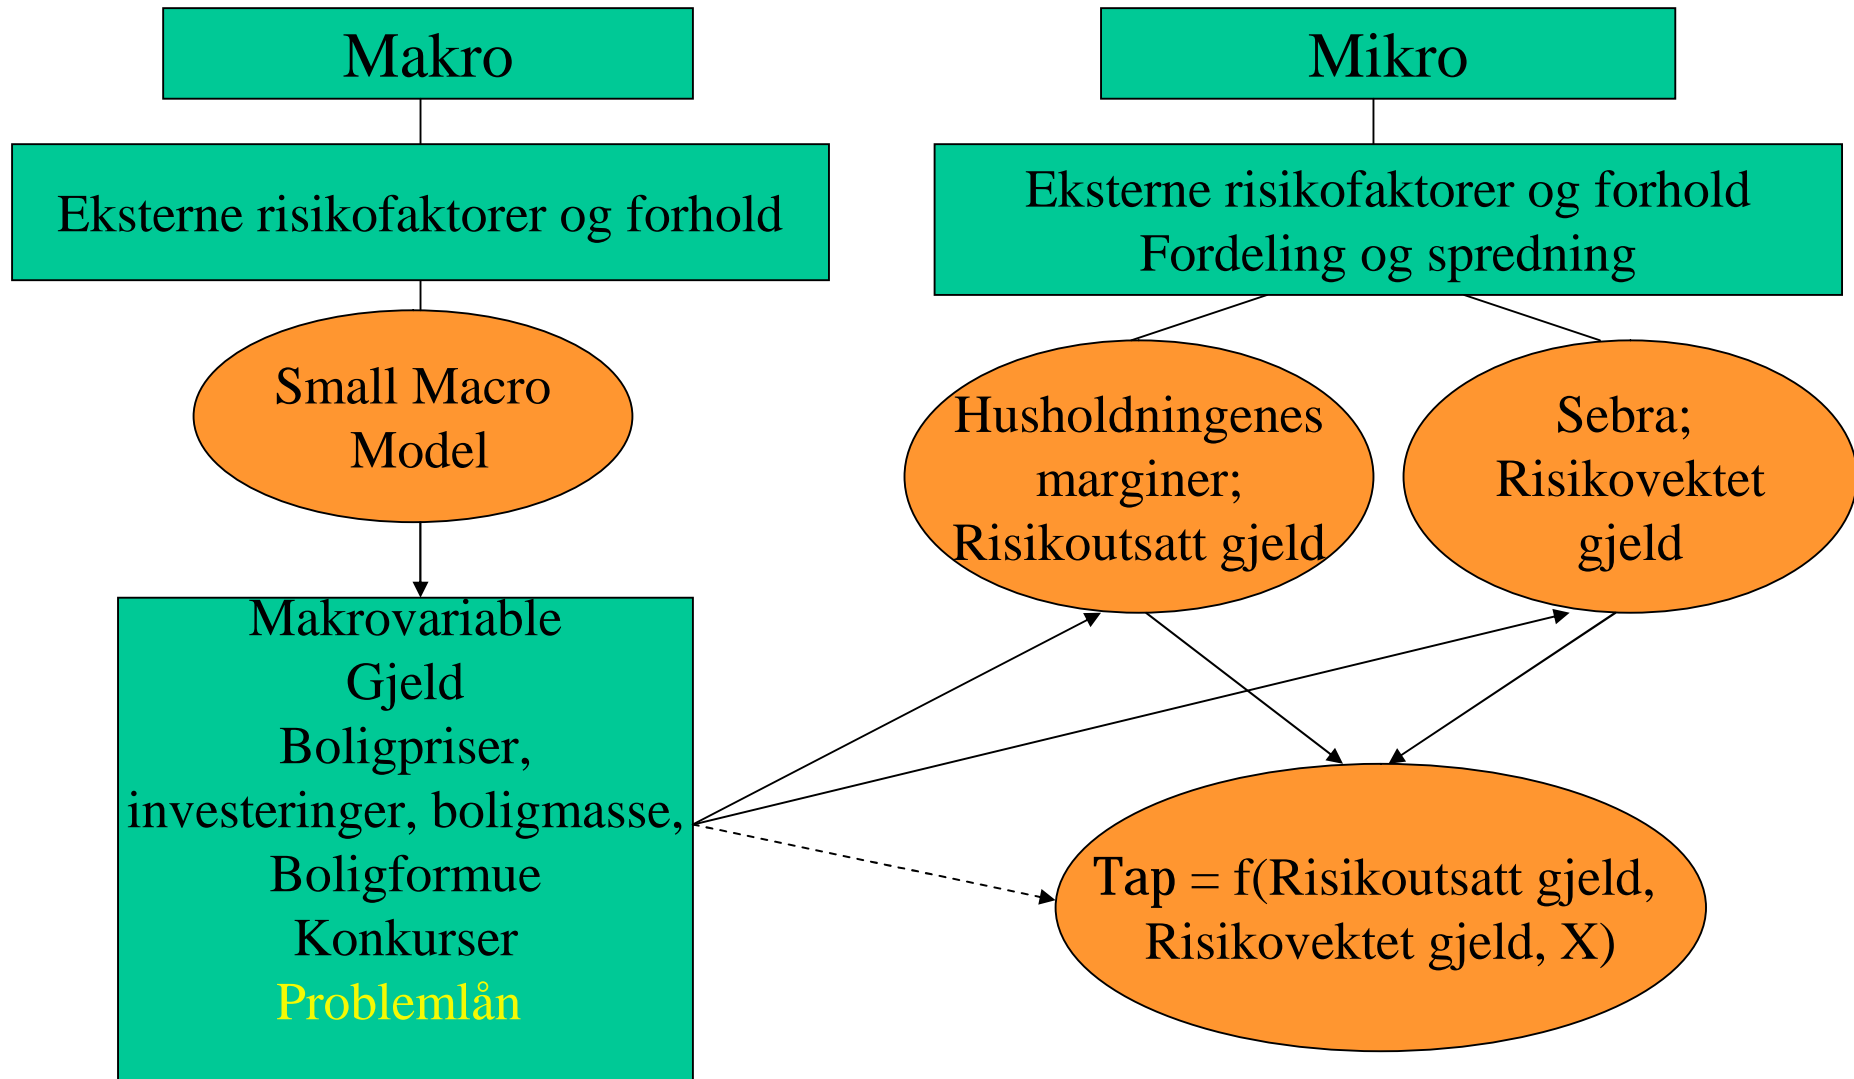 Makro
Eksterne risikofaktorer og forhold
Small Macro
Model
Makrovariable
Gjeld
Boligpriser,
investeringer, boligmasse,
Boligformue
Konkurser
Problemlån
Mikro
Eksterne risikofaktorer og forhold
Fordeling og spredning
Husholdningenes
marginer;
Risikoutsatt gjeld
Sebra;
Risikovektet
gjeld
Tap = f(Risikoutsatt gjeld,
Risikovektet gjeld, X)